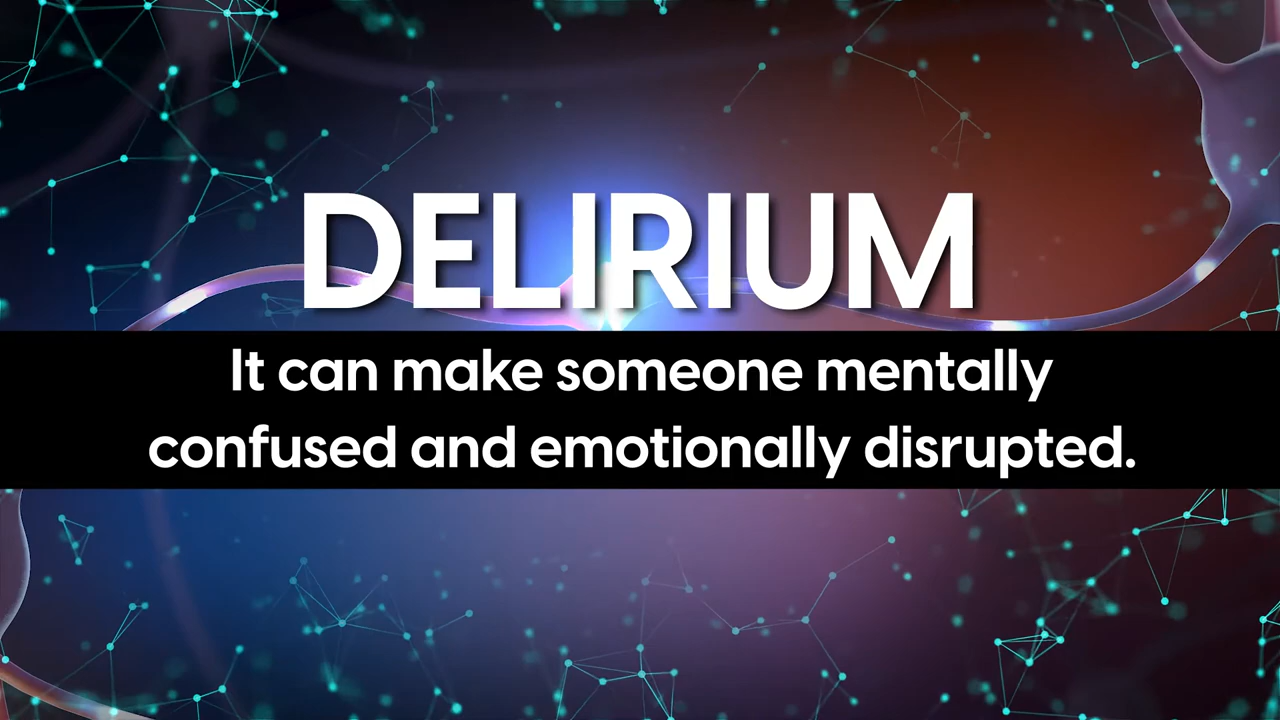 DELIRIUM
It can make someone mentally
confused and emotionally disrupted.